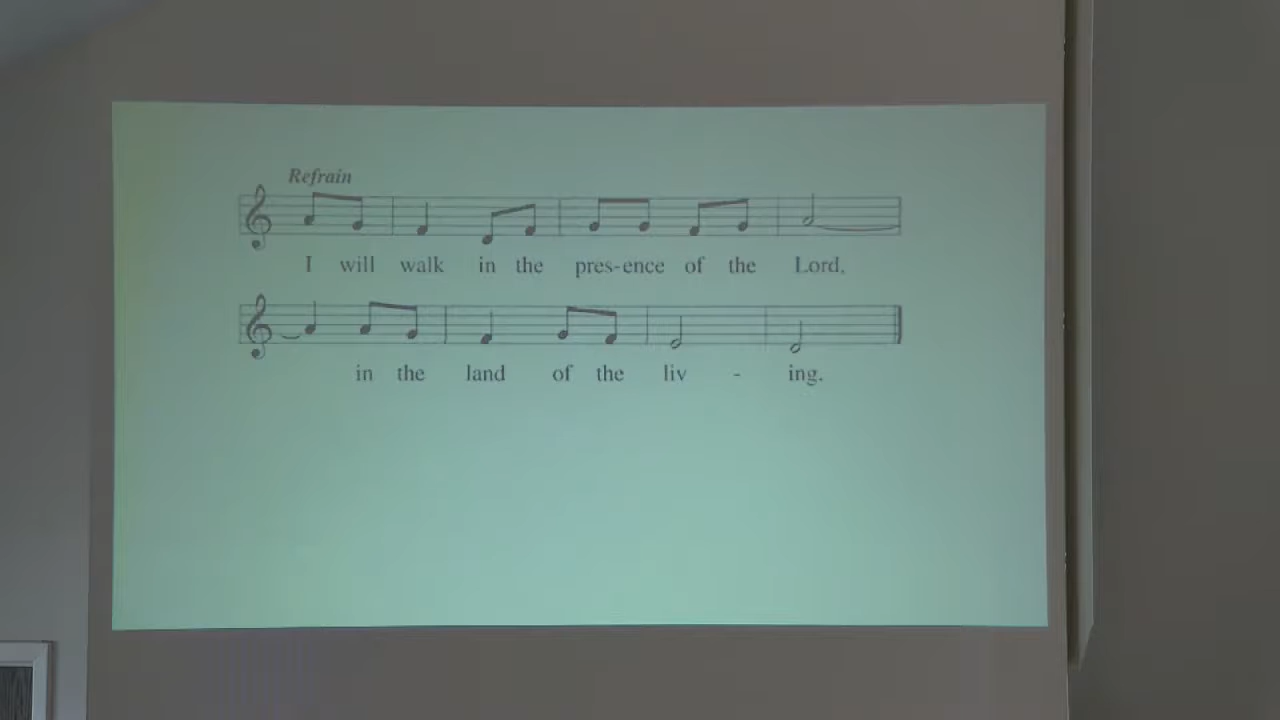 Refrain
I will walk in the pres-ence of the Lord,
in the land of the liv - ing.